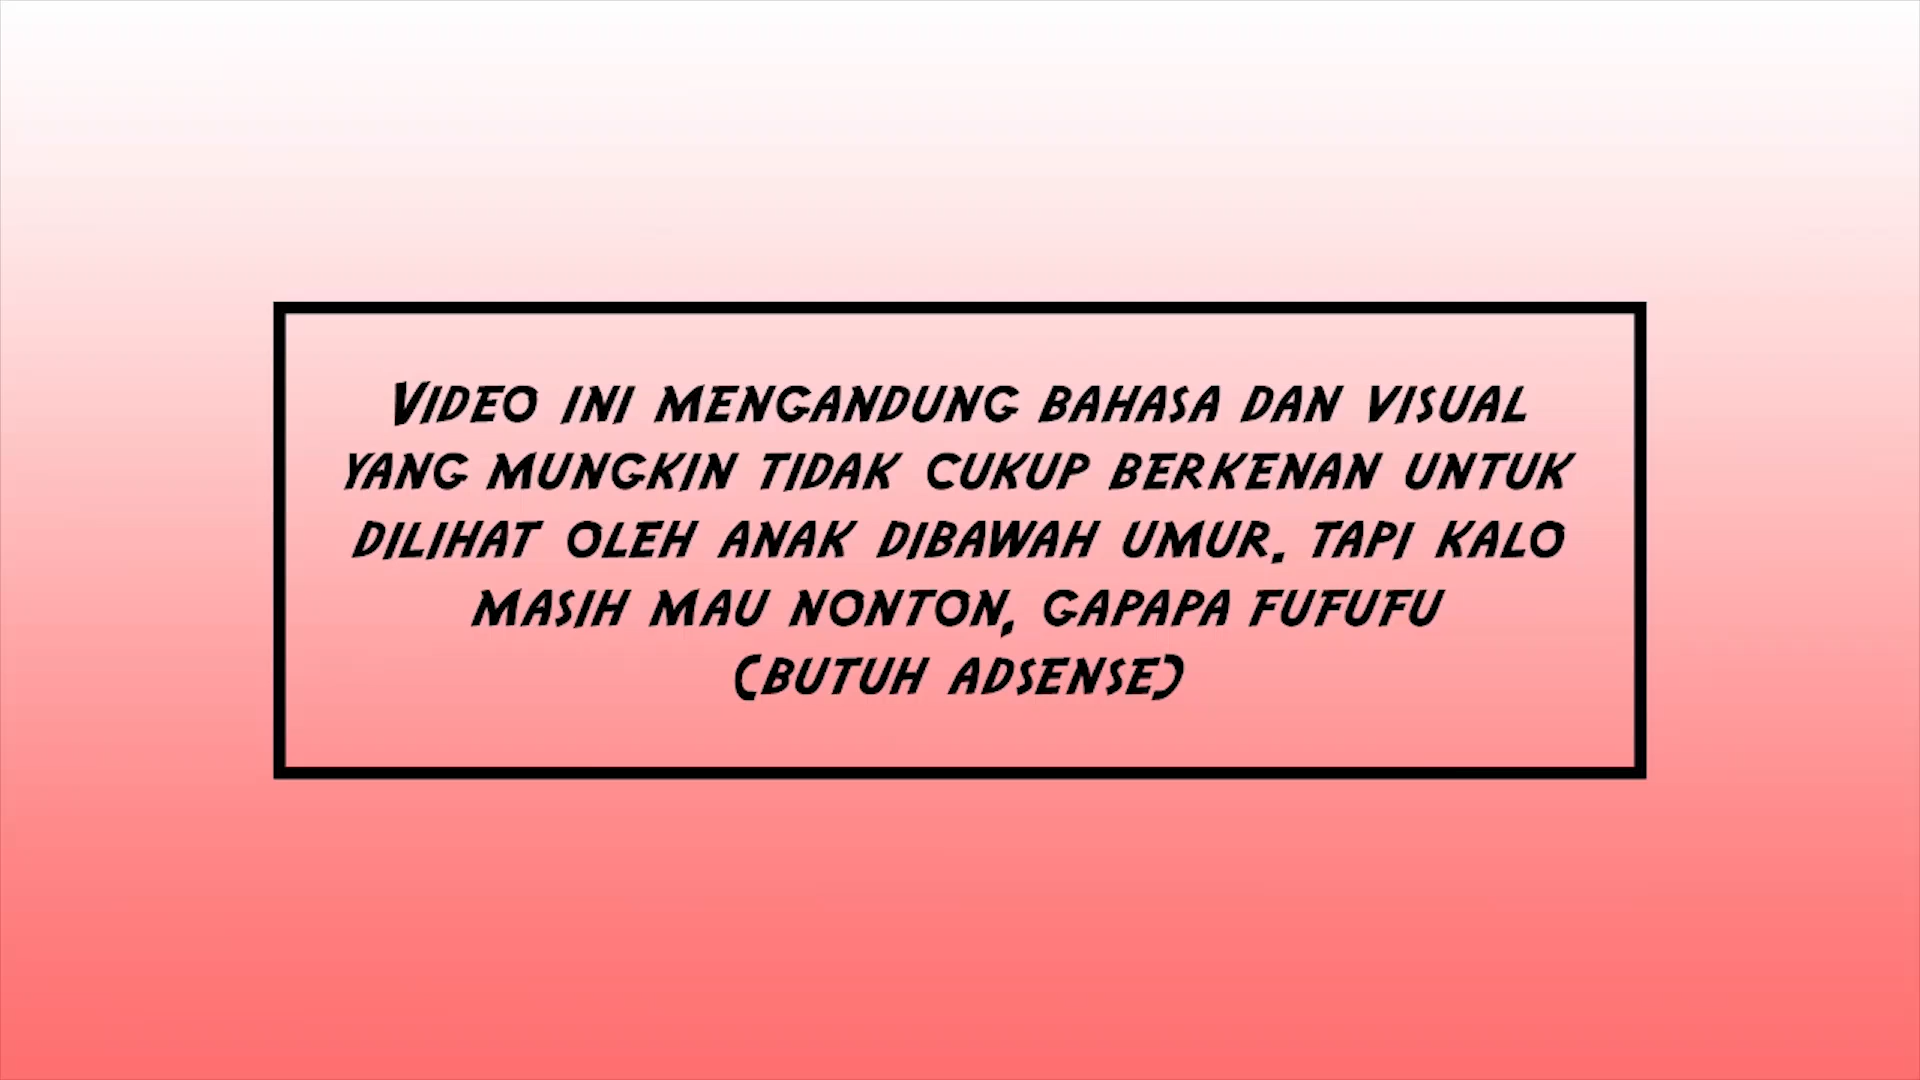 VIDEO INI MENGANDUNG BAHASA DAN VISUAL
YANG MUNGKIN TIDAK CUKUP BERKENAN UNTUK
DILIHAT OLEH ANAK DIBAWAH UMUR. TAPI KALO
MASIH MAU NONTON, GAPAPA FUFUFU
(BUTUH ADSENSE)